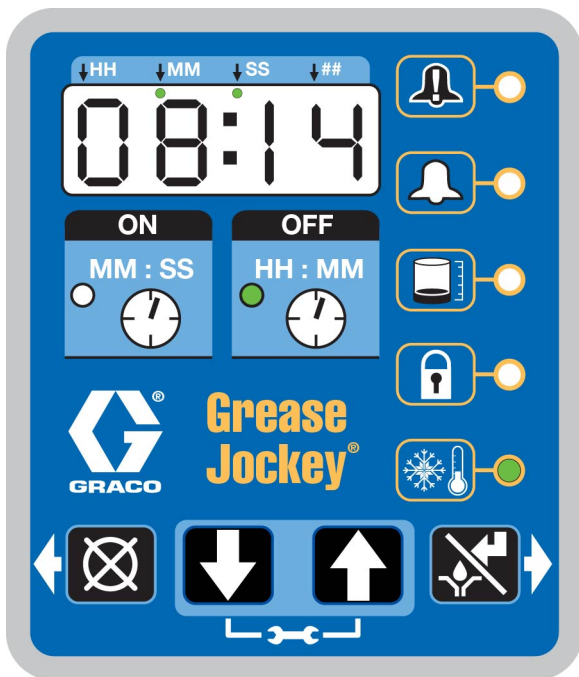 HH MM SS ##
08:14
ON OFF
MM : SS HH : MM
Grease
Jockey®
®
GRACO